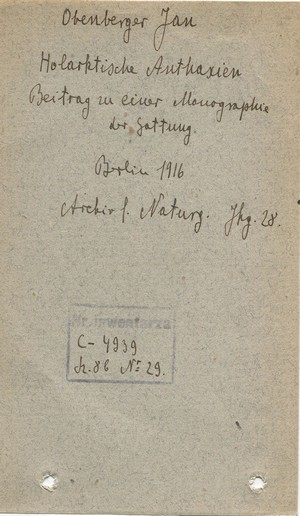 Obenberger Jan
Holarktische Anthaxien
Beitrag zu einer Monographie
der Gattung.
Berlin 1916
Archiv f. Naturg. Jhg. 28.
Nr inwentarza
C-4939
Sz.86 Nr 29.